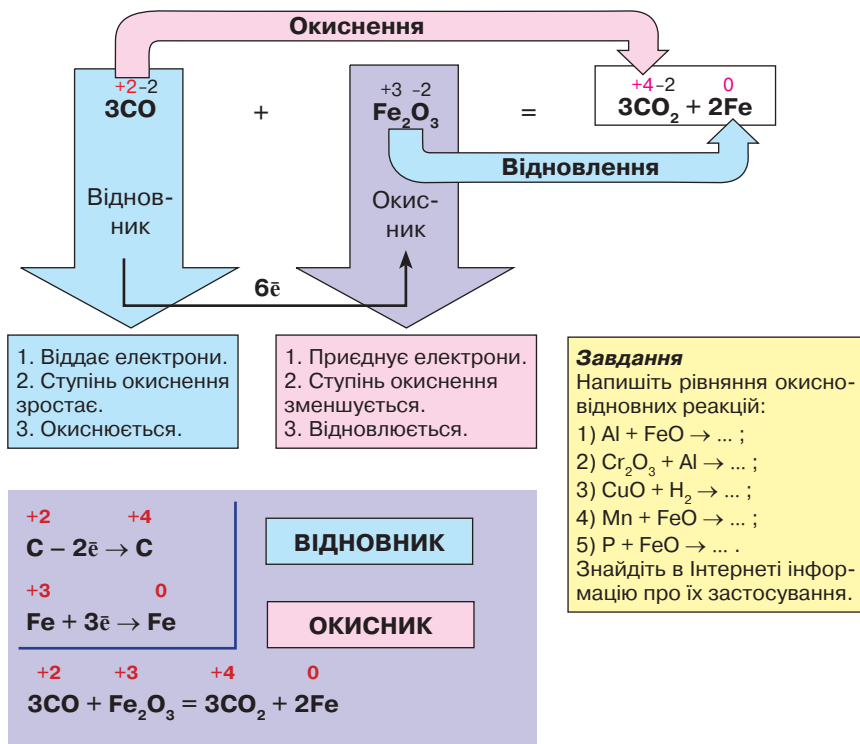 Окиснення
+2 –2 +3 –2 +4 –2 0
3CO + Fe₂O₃ = 3CO₂ + 2Fe
Відновлення
Віднов-
ник
Окис-
ник
6ē
1. Віддає електрони.
2. Ступінь окиснення
зростає.
3. Окиснюється.
1. Приєднує електрони.
2. Ступінь окиснення
зменшується.
3. Відновлюється.
Завдання
Напишіть рівняння окисно-
відновних реакцій:
1) Al + FeO → ... ;
2) Cr₂O₃ + Al → ... ;
3) CuO + H₂ → ... ;
4) Mn + FeO → ... ;
5) P + FeO → ... .
Знайдіть в Інтернеті інфор-
мацію про їх застосування.
+2 +4
C – 2ē → C
ВІДНОВНИК
+3 0
Fe + 3ē → Fe
ОКИСНИК
+2 +3 +4 0
3CO + Fe₂O₃ = 3CO₂ + 2Fe